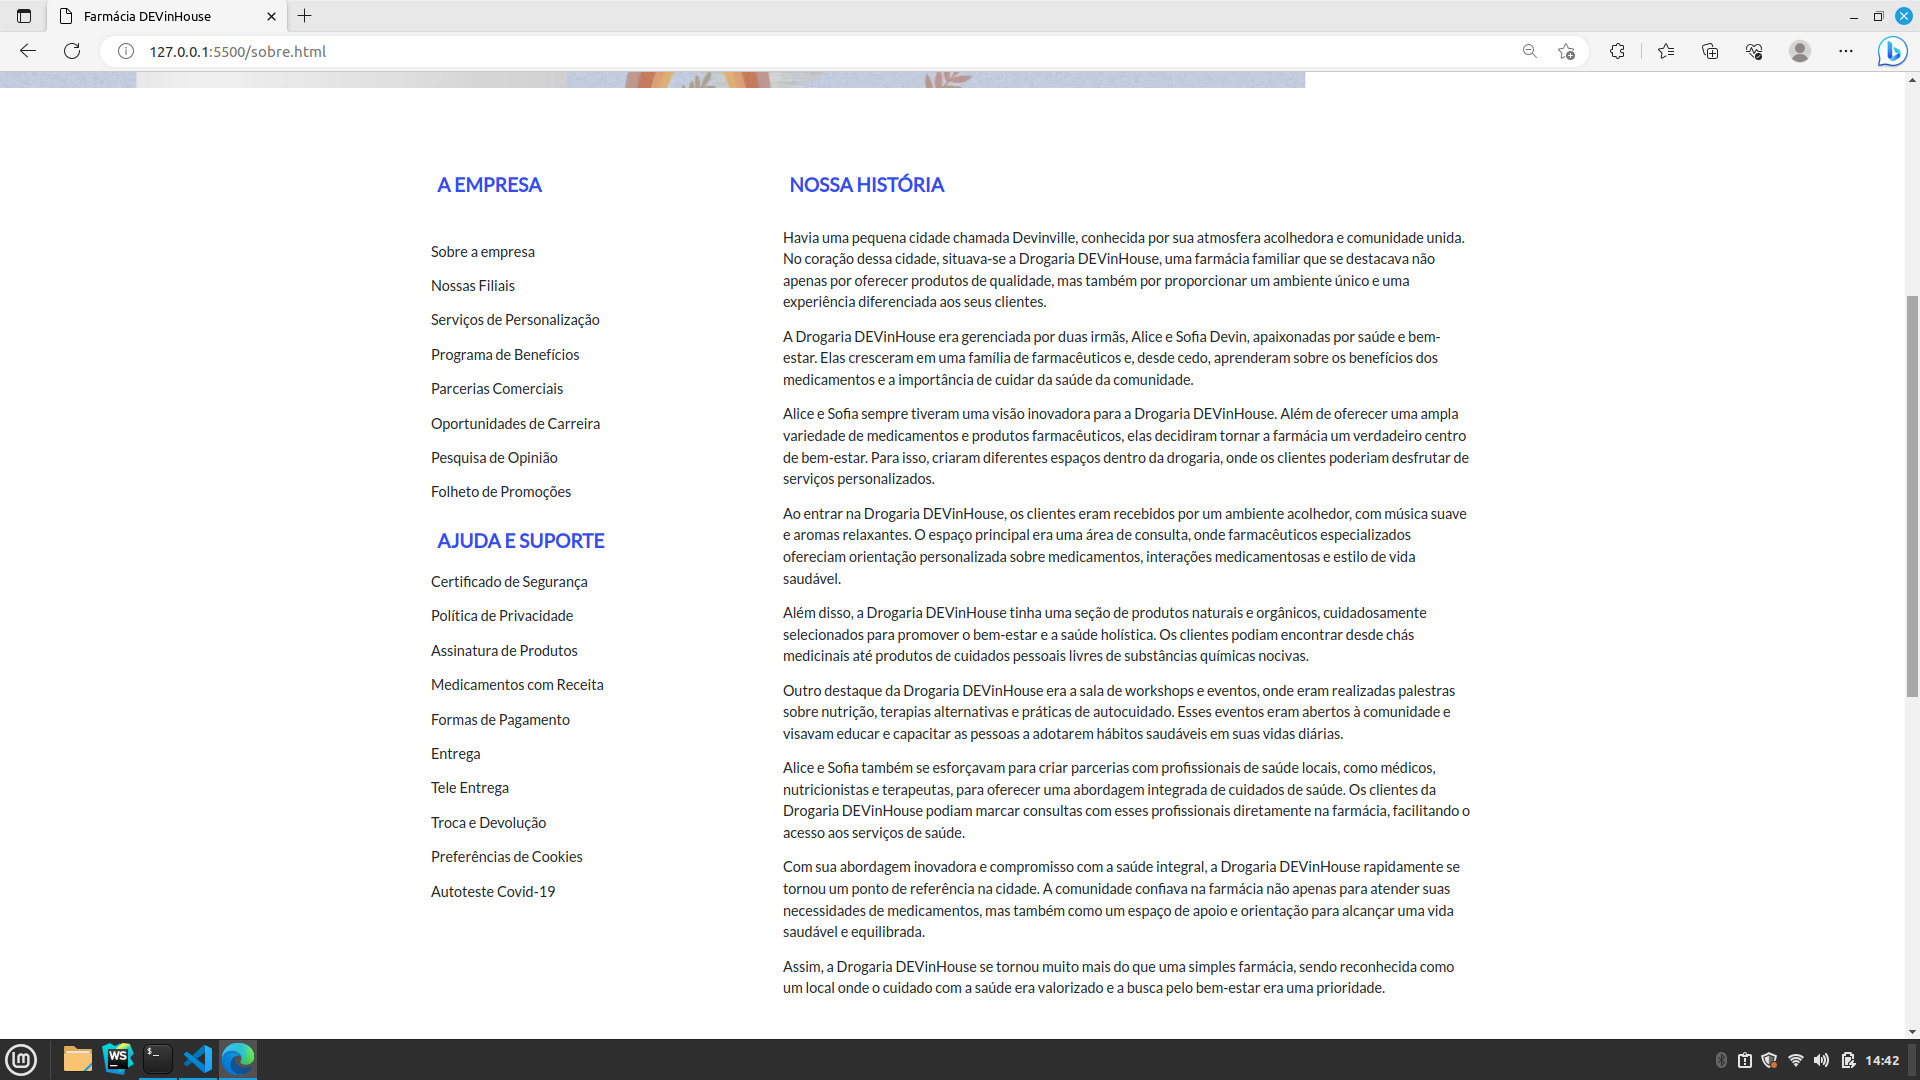 Farmácia DEVinHouse
127.0.0.1:5500/sobre.html
A EMPRESA
Sobre a empresa
Nossas Filiais
Serviços de Personalização
Programa de Benefícios
Parcerias Comerciais
Oportunidades de Carreira
Pesquisa de Opinião
Folheto de Promoções
AJUDA E SUPORTE
Certificado de Segurança
Política de Privacidade
Assinatura de Produtos
Medicamentos com Receita
Formas de Pagamento
Entrega
Tele Entrega
Troca e Devolução
Preferências de Cookies
Autoteste Covid-19
NOSSA HISTÓRIA
Havia uma pequena cidade chamada Devinville, conhecida por sua atmosfera acolhedora e comunidade unida.
No coração dessa cidade, situava-se a Drogaria DEVinHouse, uma farmácia familiar que se destacava não
apenas por oferecer produtos de qualidade, mas também por proporcionar um ambiente único e uma
experiência diferenciada aos seus clientes.
A Drogaria DEVinHouse era gerenciada por duas irmãs, Alice e Sofia Devin, apaixonadas por saúde e bem-
estar. Elas cresceram em uma família de farmacêuticos e, desde cedo, aprenderam sobre os benefícios dos
medicamentos e a importância de cuidar da saúde da comunidade.
Alice e Sofia sempre tiveram uma visão inovadora para a Drogaria DEVinHouse. Além de oferecer uma ampla
variedade de medicamentos e produtos farmacêuticos, elas decidiram tornar a farmácia um verdadeiro centro
de bem-estar. Para isso, criaram diferentes espaços dentro da drogaria, onde os clientes poderiam desfrutar de
serviços personalizados.
Ao entrar na Drogaria DEVinHouse, os clientes eram recebidos por um ambiente acolhedor, com música suave
e aromas relaxantes. O espaço principal era uma área de consulta, onde farmacêuticos especializados
ofereciam orientação personalizada sobre medicamentos, interações medicamentosas e estilo de vida
saudável.
Além disso, a Drogaria DEVinHouse tinha uma seção de produtos naturais e orgânicos, cuidadosamente
selecionados para promover o bem-estar e a saúde holística. Os clientes podiam encontrar desde chás
medicinais até produtos de cuidados pessoais livres de substâncias químicas nocivas.
Outro destaque da Drogaria DEVinHouse era a sala de workshops e eventos, onde eram realizadas palestras
sobre nutrição, terapias alternativas e práticas de autocuidado. Esses eventos eram abertos à comunidade e
visavam educar e capacitar as pessoas a adotarem hábitos saudáveis em suas vidas diárias.
Alice e Sofia também se esforçavam para criar parcerias com profissionais de saúde locais, como médicos,
nutricionistas e terapeutas, para oferecer uma abordagem integrada de cuidados de saúde. Os clientes da
Drogaria DEVinHouse podiam marcar consultas com esses profissionais diretamente na farmácia, facilitando o
acesso aos serviços de saúde.
Com sua abordagem inovadora e compromisso com a saúde integral, a Drogaria DEVinHouse rapidamente se
tornou um ponto de referência na cidade. A comunidade confiava na farmácia não apenas para atender suas
necessidades de medicamentos, mas também como um espaço de apoio e orientação para alcançar uma vida
saudável e equilibrada.
Assim, a Drogaria DEVinHouse se tornou muito mais do que uma simples farmácia, sendo reconhecida como
um local onde o cuidado com a saúde era valorizado e a busca pelo bem-estar era uma prioridade.
WS
14:42